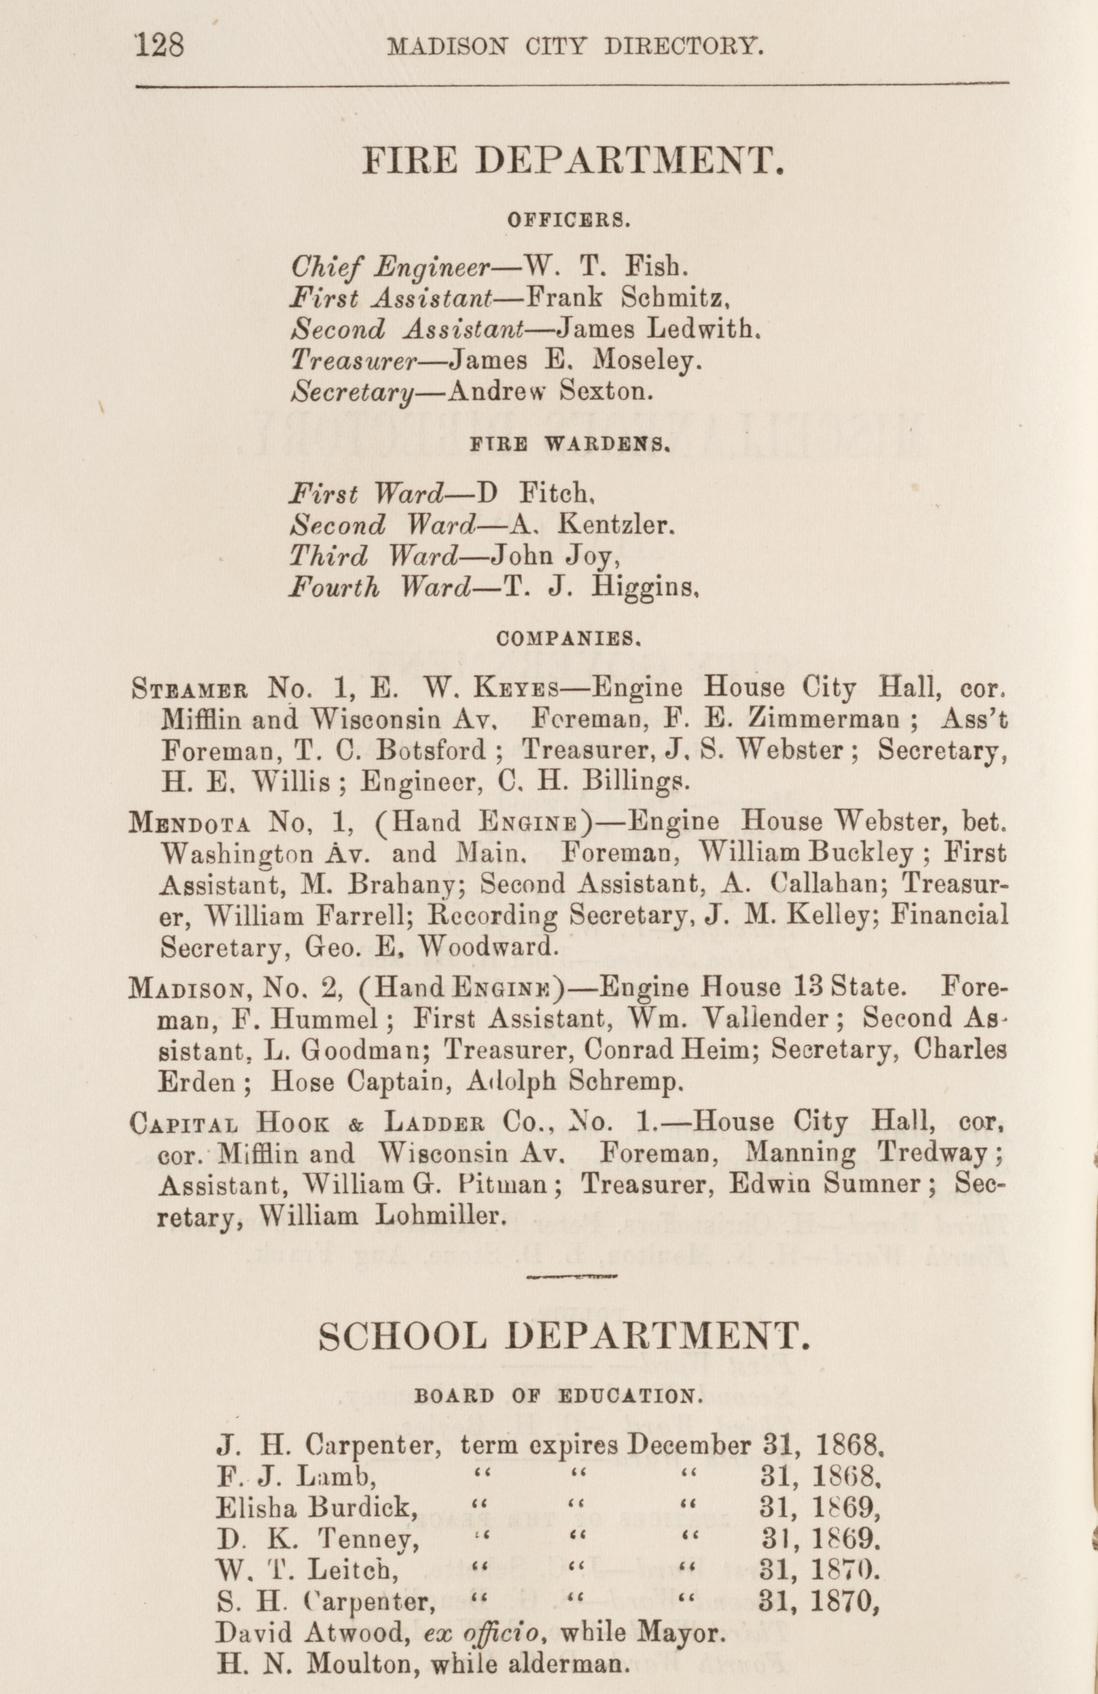 128 MADISON CITY DIRECTORY.
FIRE DEPARTMENT.
OFFICERS.
Chief Engineer—W. T. Fish.
First Assistant—Frank Schmitz,
Second Assistant—James Ledwith.
Treasurer—James E. Moseley.
Secretary—Andrew Sexton.
FIRE WARDENS.
First Ward—D Fitch,
Second Ward—A. Kentzler.
Third Ward—John Joy,
Fourth Ward—T. J. Higgins,
COMPANIES.
STEAMER No. 1, E. W. KEYES—Engine House City Hall, cor.
Mifflin and Wisconsin Av. Foreman, F. E. Zimmerman ; Ass't
Foreman, T. C. Botsford ; Treasurer, J. S. Webster ; Secretary,
H. E. Willis ; Engineer, C. H. Billings.
MENDOTA No, 1, (Hand ENGINE)—Engine House Webster, bet.
Washington Av. and Main. Foreman, William Buckley ; First
Assistant, M. Brahany; Second Assistant, A. Callahan; Treasur-
er, William Farrell; Recording Secretary, J. M. Kelley; Financial
Secretary, Geo. E. Woodward.
MADISON, No. 2, (Hand ENGINE)—Engine House 13 State. Fore-
man, F. Hummel ; First Assistant, Wm. Vallender ; Second As-
sistant, L. Goodman; Treasurer, Conrad Heim; Secretary, Charles
Erden ; Hose Captain, Adolph Schremp.
CAPITAL HOOK & LADDER Co., No. 1.—House City Hall, cor,
cor. Mifflin and Wisconsin Av. Foreman, Manning Tredway ;
Assistant, William G. Pitman ; Treasurer, Edwin Sumner ; Sec-
retary, William Lohmiller.
SCHOOL DEPARTMENT.
BOARD OF EDUCATION.
J. H. Carpenter, term expires December 31, 1868.
F. J. Lamb, “ “ “ 31, 1868.
Elisha Burdick, “ “ “ 31, 1869,
D. K. Tenney, “ “ “ 31, 1869.
W. T. Leitch, “ “ “ 31, 1870.
S. H. Carpenter, “ “ “ 31, 1870,
David Atwood, ex officio, while Mayor.
H. N. Moulton, while alderman.